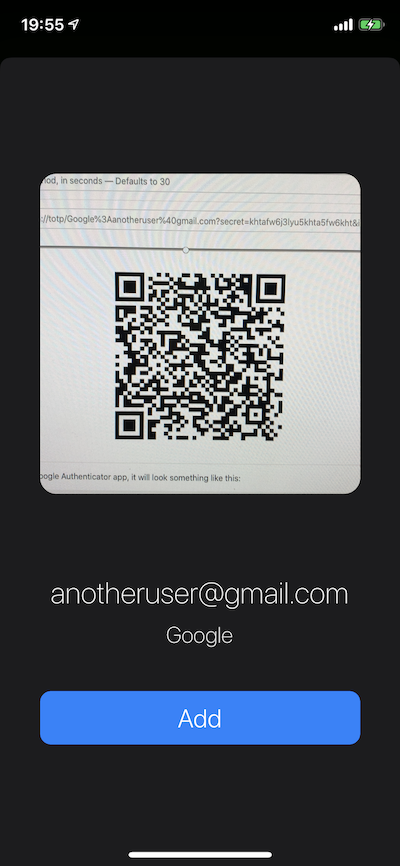 19:55
iod, in seconds — Defaults to 30
://totp/Google%3Aanotheruser%40gmail.com?secret=khtafw6j3lyu5khta5fw6kht&i
oogle Authenticator app, it will look something like this:
anotheruser@gmail.com
Google
Add